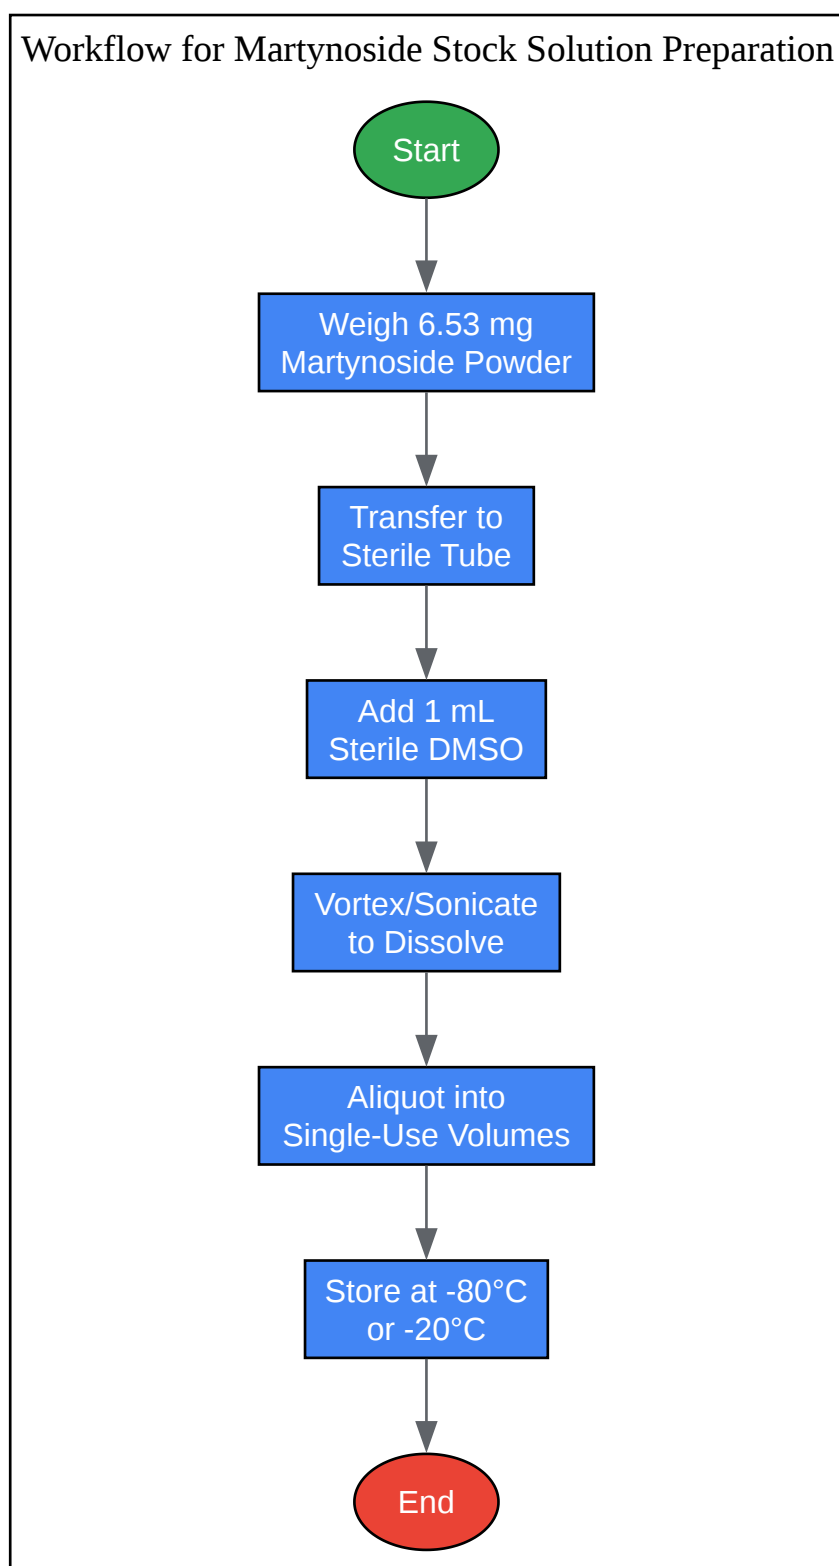 Workflow for Martynoside Stock Solution Preparation
Start
Weigh 6.53 mg
Martynoside Powder
Transfer to
Sterile Tube
Add 1 mL
Sterile DMSO
Vortex/Sonicate
to Dissolve
Aliquot into
Single-Use Volumes
Store at -80°C
or -20°C
End